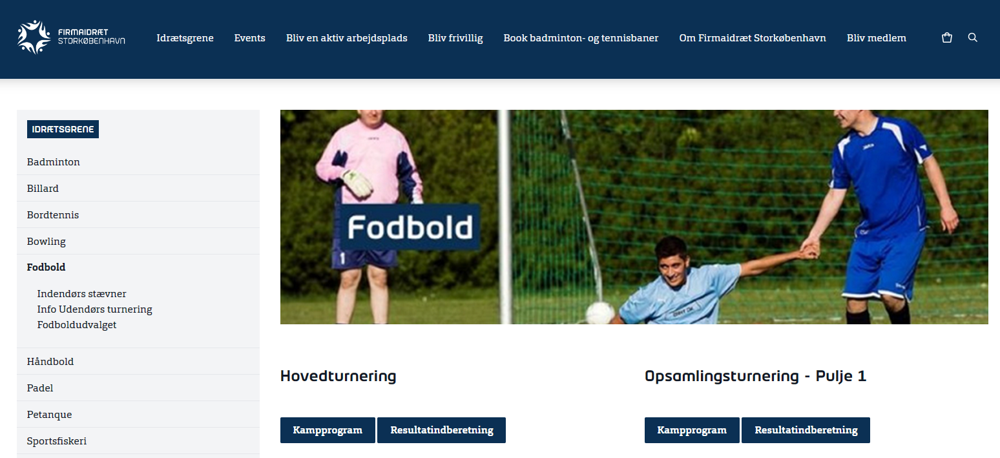 FIRMAIDRÆT
STORKØBENHAVN
Idrætsgrene
Events
Bliv en aktiv arbejdsplads
Bliv frivillig
Book badminton- og tennisbaner
Om Firmaidræt Storkøbenhavn
Bliv medlem
IDRÆTSGRENE
Badminton
Billard
Bordtennis
Bowling
Fodbold
Indendørs stævner
Info Udendørs turnering
Fodboldudvalget
Håndbold
Padel
Petanque
Sportsfiskeri
Fodbold
1
Hovedturnering
Kampprogram
Resultatindberetning
Opsamlingsturnering - Pulje 1
Kampprogram
Resultatindberetning